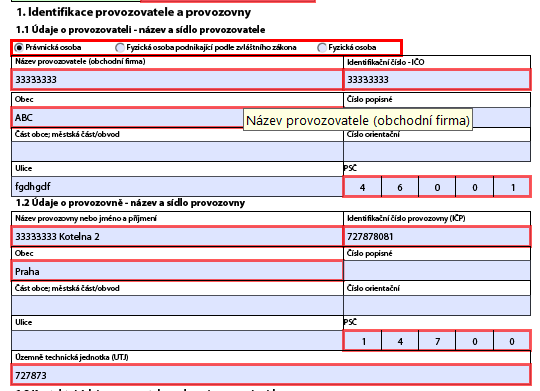 1. Identifikace provozovatele a provozovny
1.1 Údaje o provozovateli - název a sídlo provozovatele
Právnická osoba Fyzická osoba podnikající podle zvláštního zákona Fyzická osoba
Název provozovatele (obchodní firma) Identifikační číslo - IČO
33333333 33333333
Obec Číslo popisné
ABC
Název provozovatele (obchodní firma)
Část obce; městská část/obvod Číslo orientační
Ulice PSČ
fgdhgdf 4 6 0 0 1
1.2 Údaje o provozovně - název a sídlo provozovny
Název provozovny nebo jméno a příjmení Identifikační číslo provozovny (IČP)
33333333 Kotelna 2 727878081
Obec Číslo popisné
Praha
Část obce; městská část/obvod Číslo orientační
Ulice PSČ
1 4 7 0 0
Územně technická jednotka (UTJ)
727873